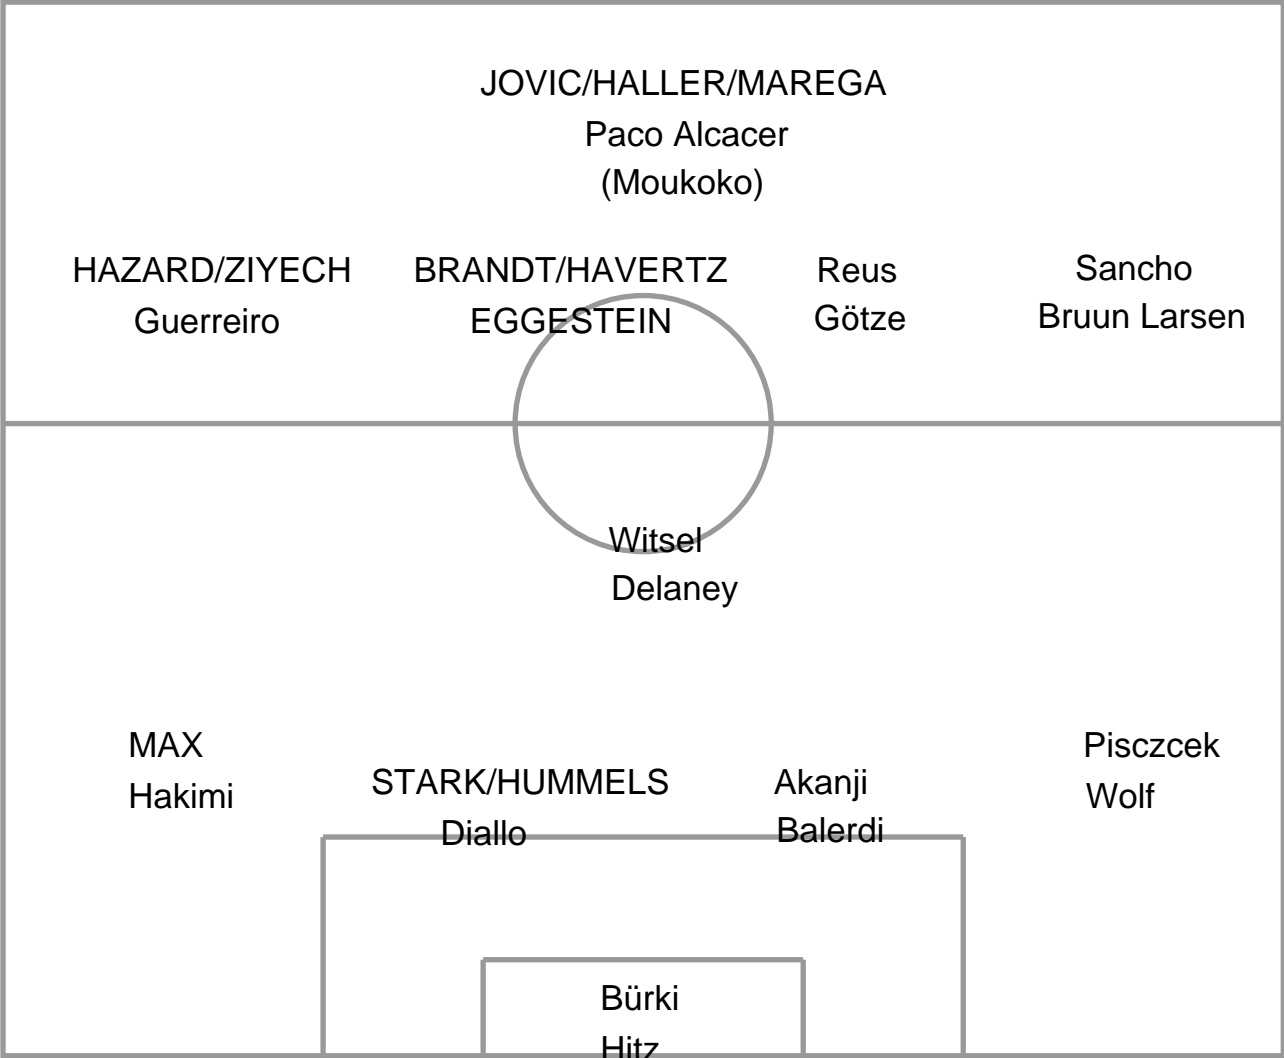 JOVIC/HALLER/MAREGA
Paco Alcacer
(Moukoko)
HAZARD/ZIYECH
Guerreiro
BRANDT/HAVERTZ
EGGESTEIN
Reus
Götze
Sancho
Bruun Larsen
Witsel
Delaney
MAX
Hakimi
STARK/HUMMELS
Diallo
Akanji
Balerdi
Pisczcek
Wolf
Bürki
Hitz